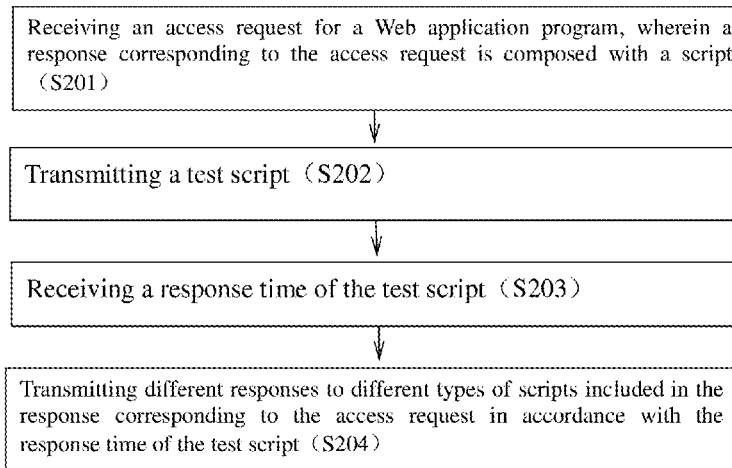 Receiving an access request for a Web application program, wherein a
response corresponding to the access request is composed with a script
（S201）
Transmitting a test script（S202）
Receiving a response time of the test script（S203）
Transmitting different responses to different types of scripts included in the
response corresponding to the access request in accordance with the
response time of the test script（S204）